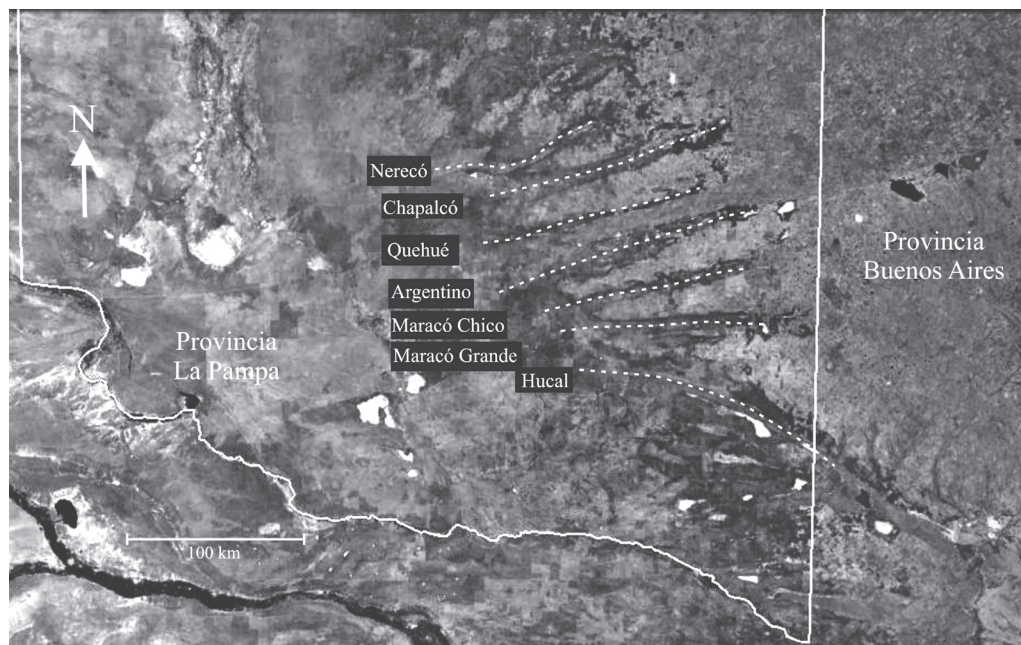 N
Nerecó
Chapalcó
Quehué
Argentino
Maracó Chico
Maracó Grande
Hucal
Provincia
Buenos Aires
Provincia
La Pampa
100 km